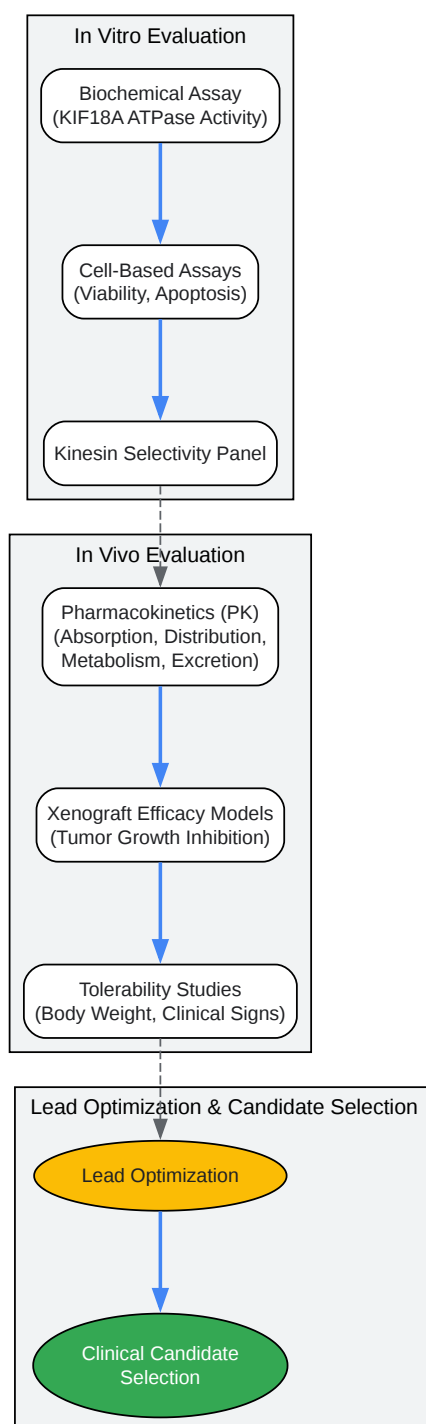 In Vitro Evaluation
Biochemical Assay
(KIF18A ATPase Activity)
Cell-Based Assays
(Viability, Apoptosis)
Kinesin Selectivity Panel
In Vivo Evaluation
Pharmacokinetics (PK)
(Absorption, Distribution,
Metabolism, Excretion)
Xenograft Efficacy Models
(Tumor Growth Inhibition)
Tolerability Studies
(Body Weight, Clinical Signs)
Lead Optimization & Candidate Selection
Lead Optimization
Clinical Candidate
Selection